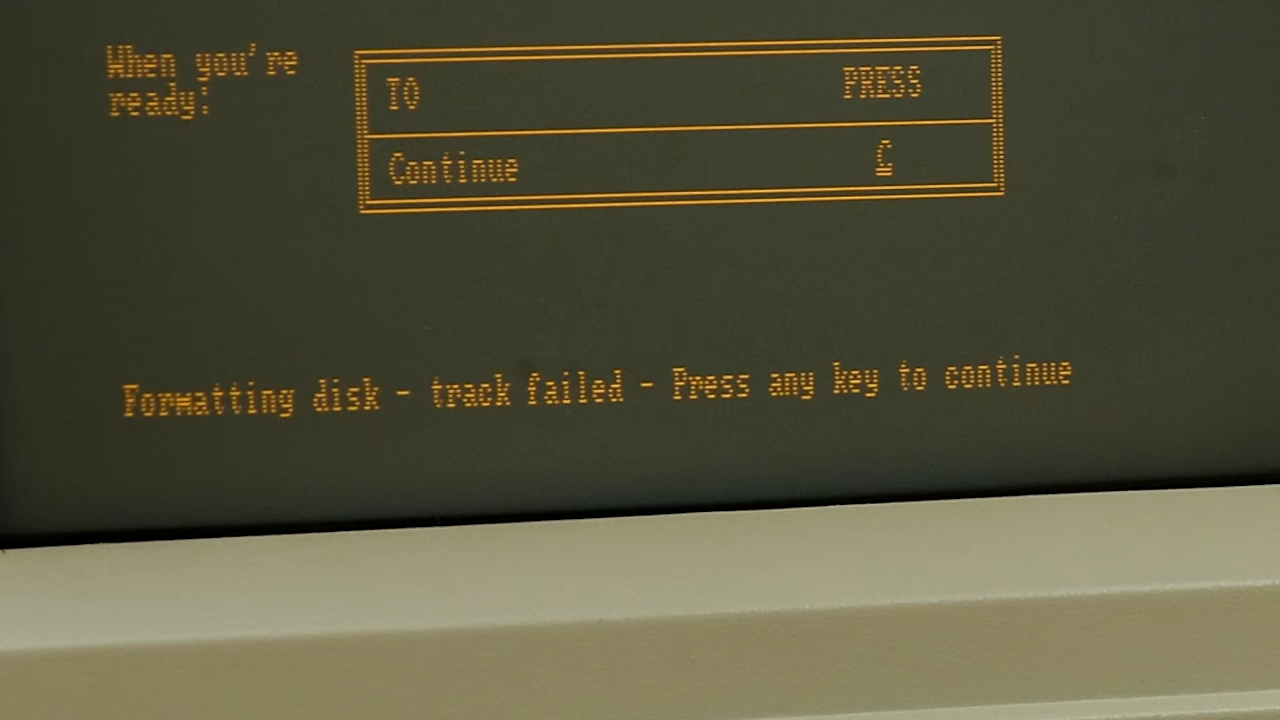 When you're
ready:
TO PRESS
Continue C
Formatting disk - track failed - Press any key to continue